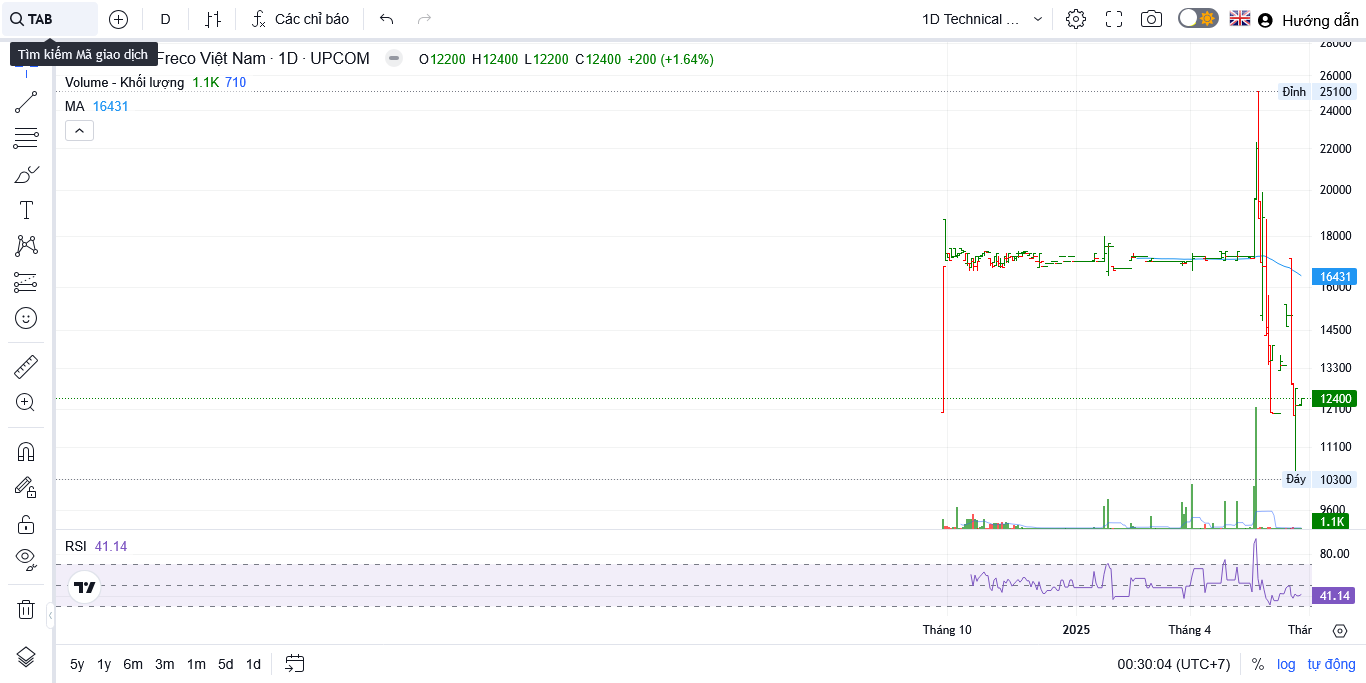 TAB
D
Các chỉ báo
1D Technical ...
Hướng dẫn
Tìm kiếm Mã giao dịch
Freco Việt Nam · 1D · UPCOM
O12200 H12400 L12200 C12400 +200 (+1.64%)
Volume - Khối lượng 1.1K 710
MA 16431
28000
26000
Đỉnh 25100
24000
22000
20000
18000
16431
16000
14500
13300
12400
12100
11100
Đáy 10300
9600
1.1K
RSI 41.14
80.00
41.14
Tháng 10
2025
Tháng 4
Thár
5y 1y 6m 3m 1m 5d 1d
00:30:04 (UTC+7)
% log tự động